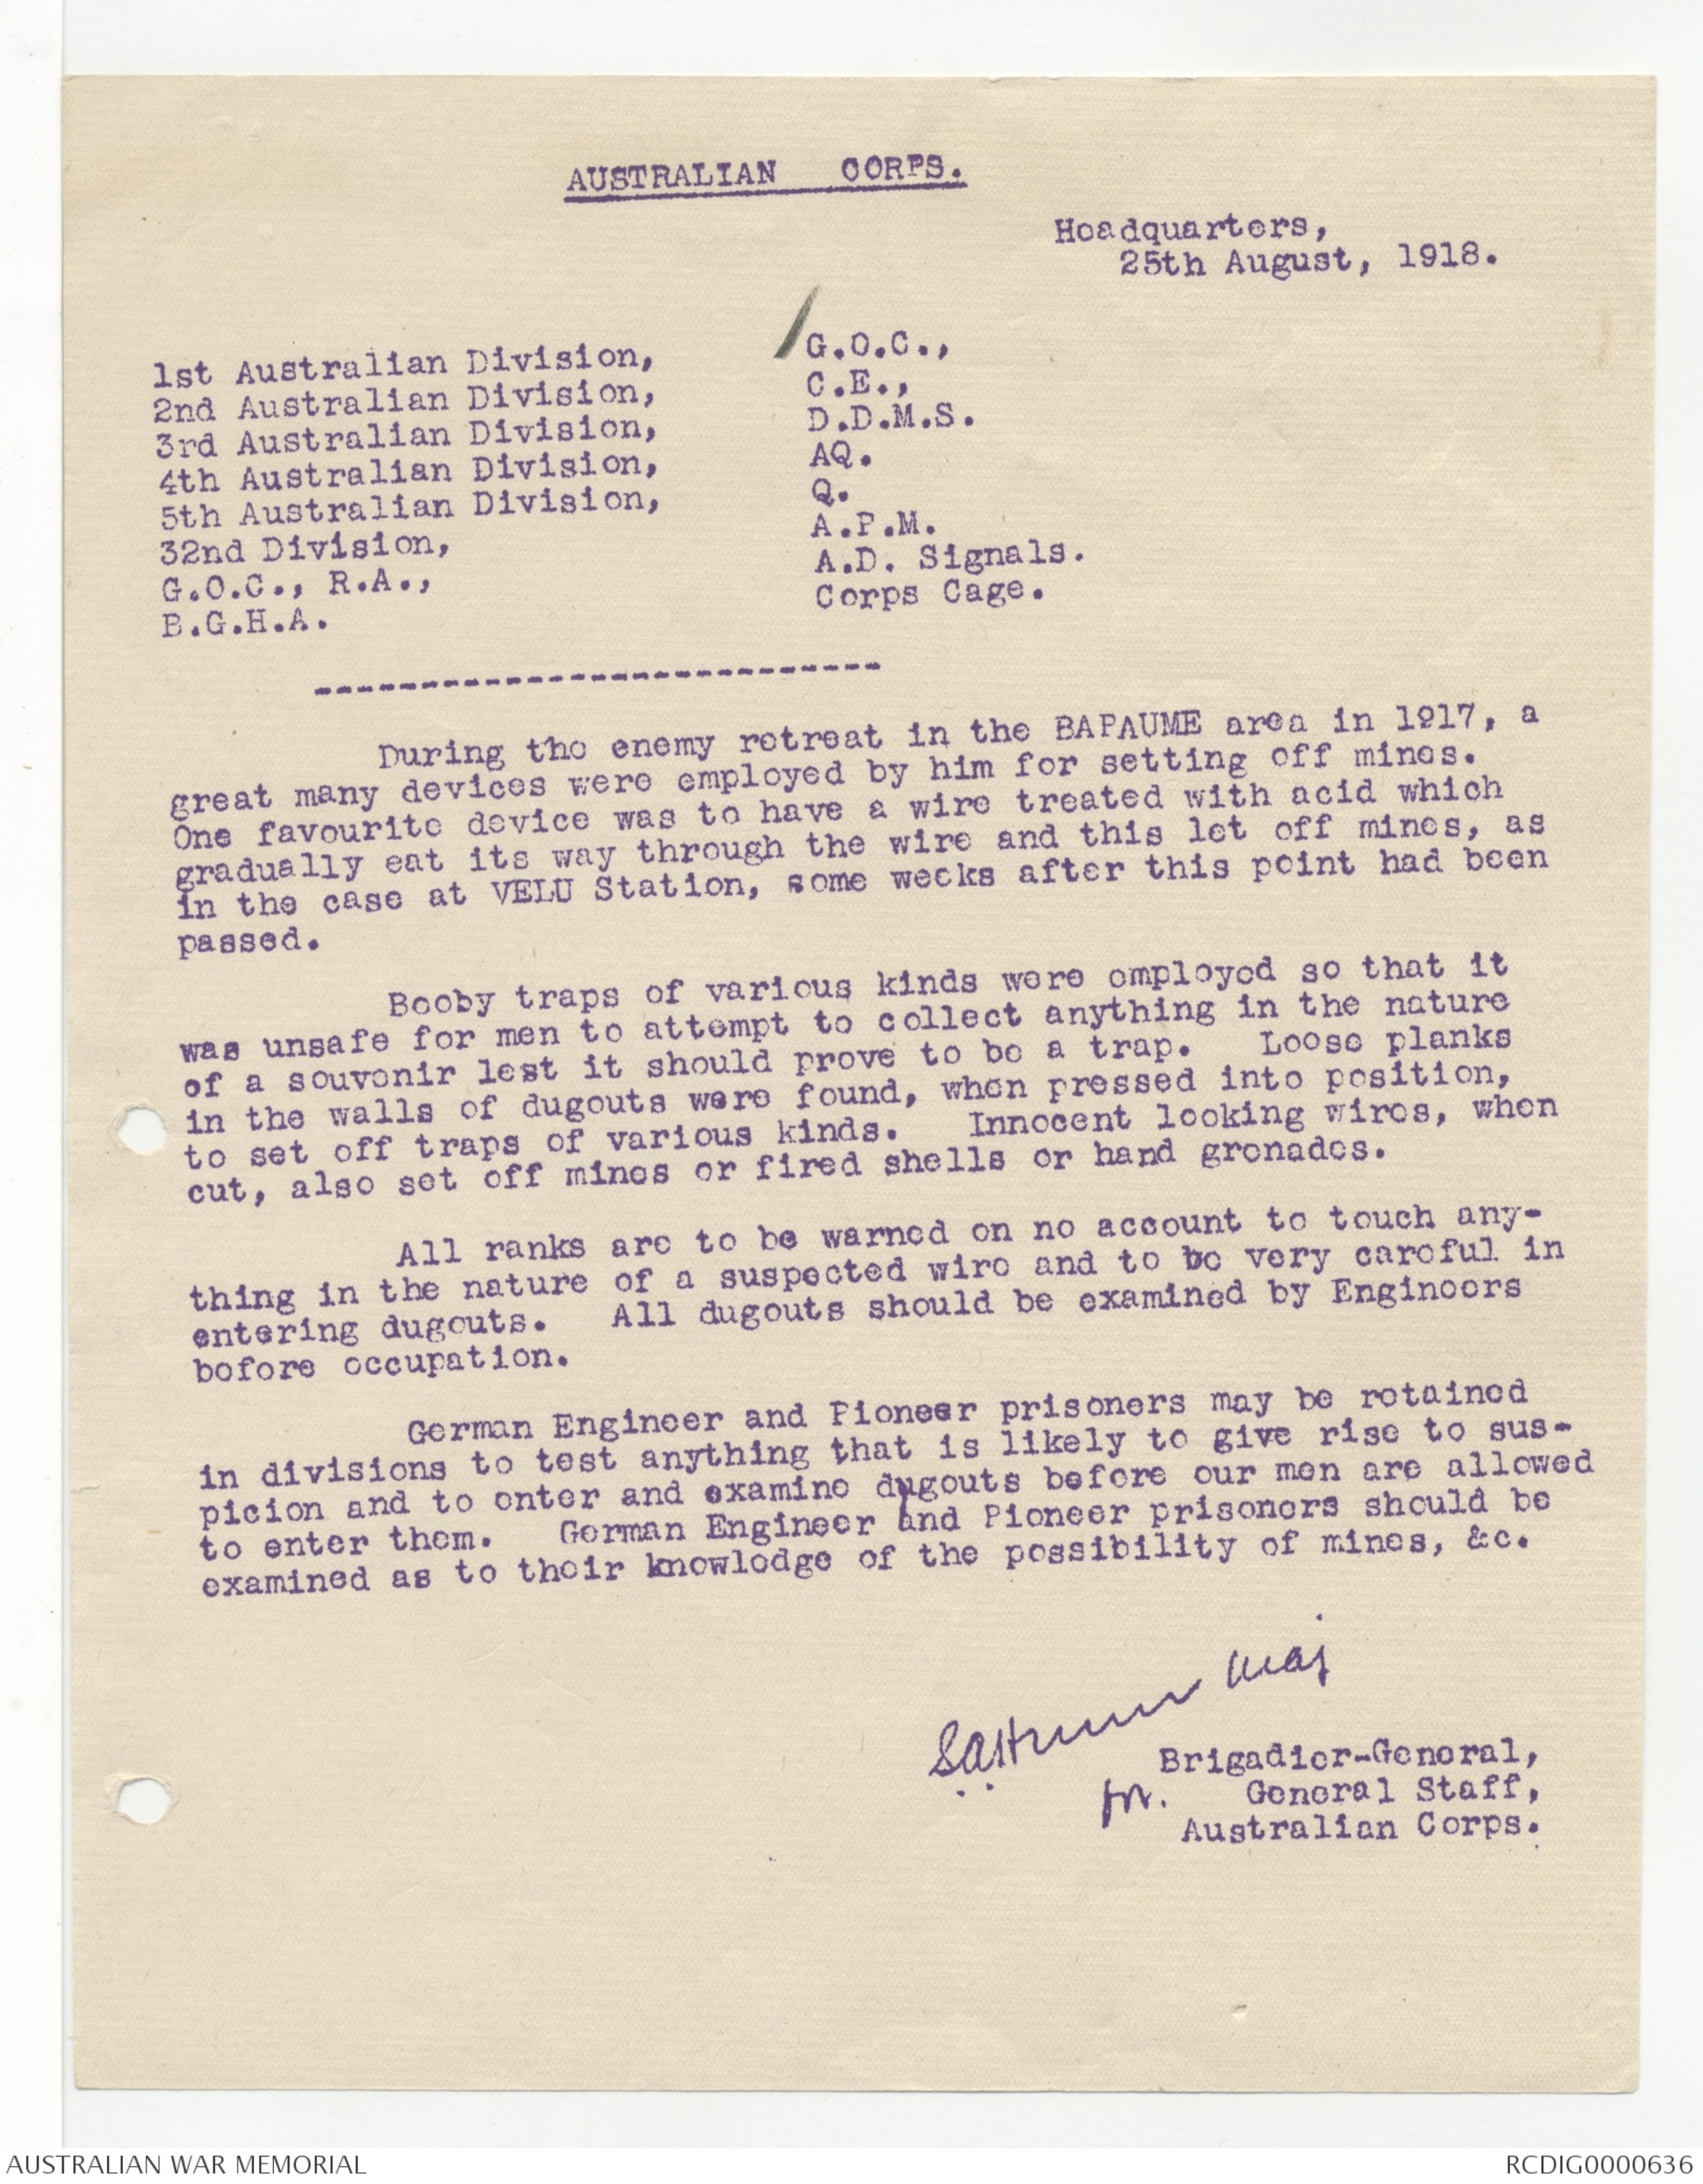 AUSTRALIAN CORPS.
Headquarters,
25th August, 1918.
1st Australian Division,
2nd Australian Division,
3rd Australian Division,
4th Australian Division,
5th Australian Division,
32nd Division,
G.O.C., R.A.,
B.G.H.A.
/G.O.C.,
C.E.,
D.D.M.S.
AQ.
Q.
A.P.M.
A.D. Signals.
Corps Cage.
---------------------------
During the enemy retreat in the BAPAUME area in 1917, a
great many devices were employed by him for setting off mines.
One favourite device was to have a wire treated with acid which
gradually eat its way through the wire and this let off mines, as
in the case at VELU Station, some weeks after this point had been
passed.
Booby traps of various kinds were employed so that it
was unsafe for men to attempt to collect anything in the nature
of a souvenir lest it should prove to be a trap. Loose planks
in the walls of dugouts were found, when pressed into position,
to set off traps of various kinds. Innocent looking wires, when
cut, also set off mines or fired shells or hand grenades.
All ranks are to be warned on no account to touch any-
thing in the nature of a suspected wire and to be very careful in
entering dugouts. All dugouts should be examined by Engineers
before occupation.
German Engineer and Pioneer prisoners may be retained
in divisions to test anything that is likely to give rise to sus-
picion and to enter and examine dugouts before our men are allowed
to enter them. German Engineer and Pioneer prisoners should be
examined as to their knowledge of the possibility of mines, &c.
Maj
Brigadier-General,
for. General Staff,
Australian Corps.
AUSTRALIAN WAR MEMORIAL
RCDIG0000636